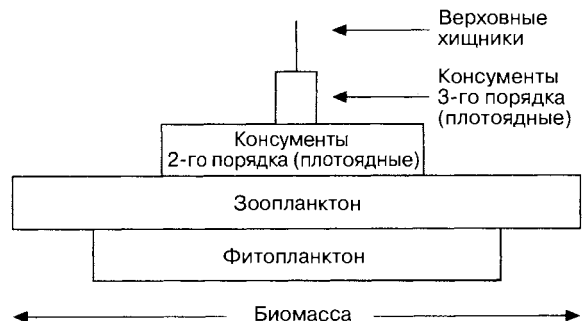 Верховные
хищники
Консументы
3-го порядка
(плотоядные)
Консументы
2-го порядка (плотоядные)
Зоопланктон
Фитопланктон
Биомасса